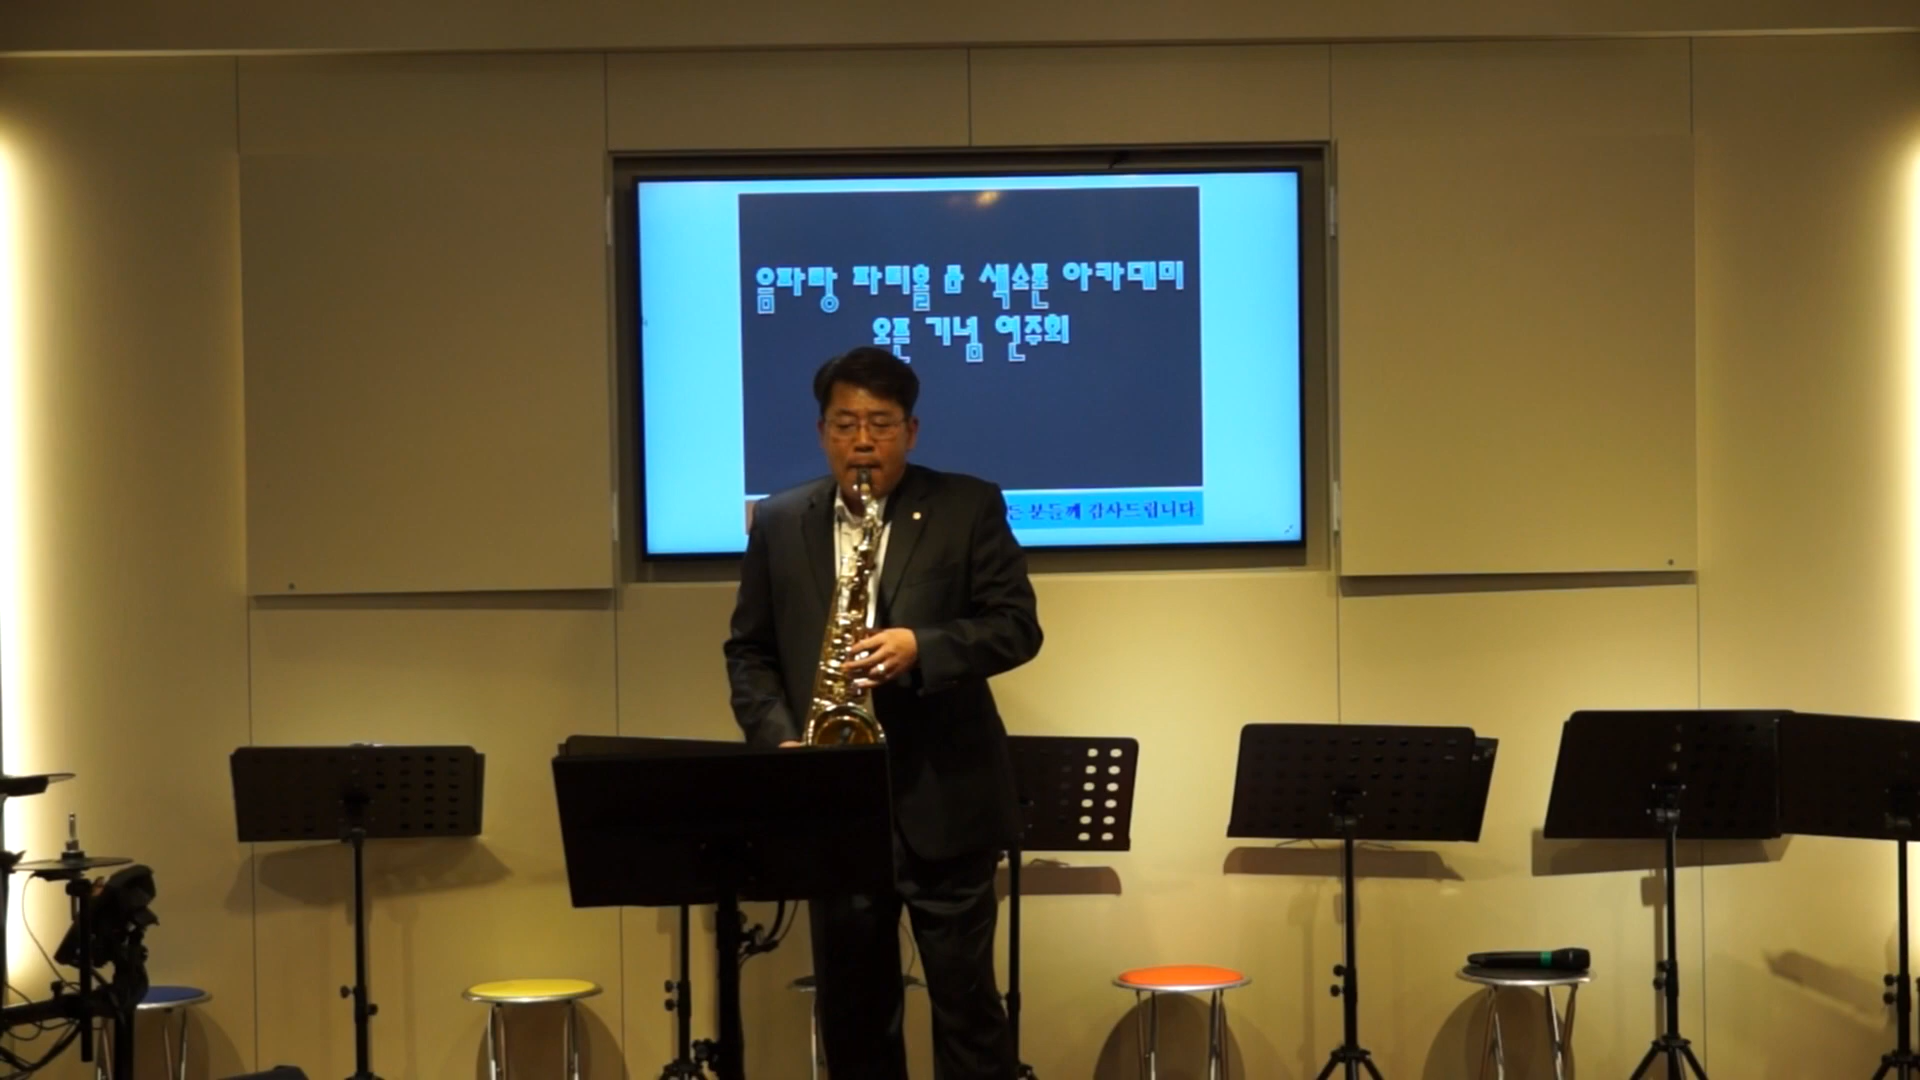 음파랑 파티홀 & 색소폰 아카데미
오픈 기념 연주회
분들께 감사드립니다